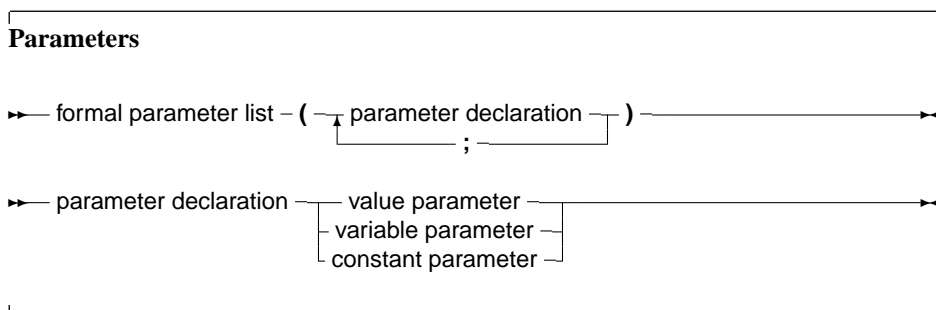 Parameters
formal parameter list ( parameter declaration )
;
parameter declaration value parameter
variable parameter
constant parameter